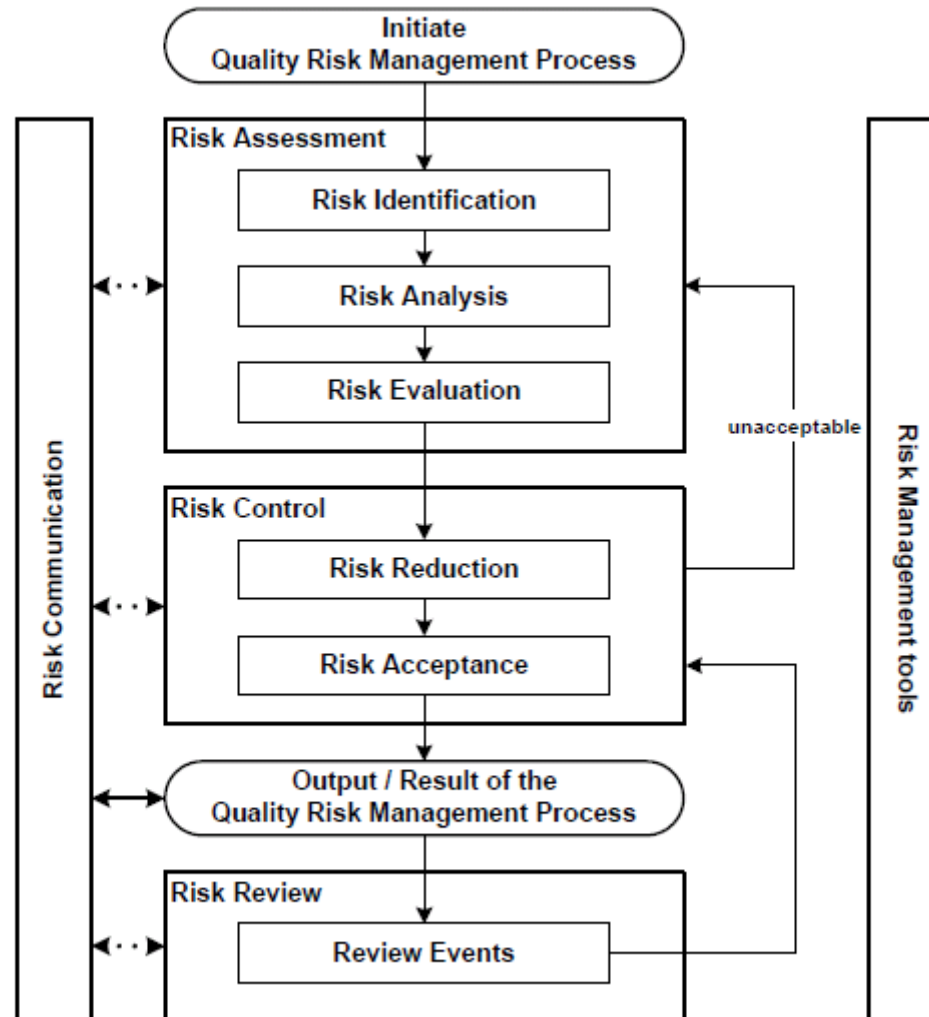 Initiate
Quality Risk Management Process
Risk Assessment
Risk Identification
Risk Analysis
Risk Evaluation
unacceptable
Risk Communication
Risk Management tools
Risk Control
Risk Reduction
Risk Acceptance
Output / Result of the
Quality Risk Management Process
Risk Review
Review Events